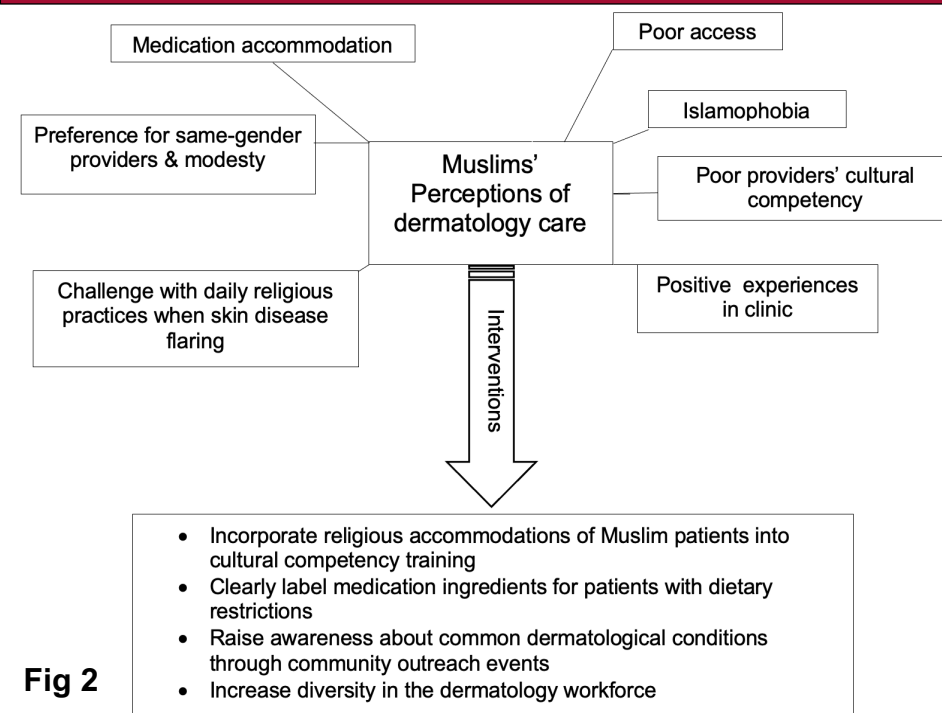 Medication accommodation
Poor access
Islamophobia
Preference for same-gender
providers & modesty
Muslims’
Perceptions of
dermatology care
Poor providers’ cultural
competency
Challenge with daily religious
practices when skin disease
flaring
Positive experiences
in clinic
Interventions
• Incorporate religious accommodations of Muslim patients into
cultural competency training
• Clearly label medication ingredients for patients with dietary
restrictions
• Raise awareness about common dermatological conditions
through community outreach events
• Increase diversity in the dermatology workforce
Fig 2